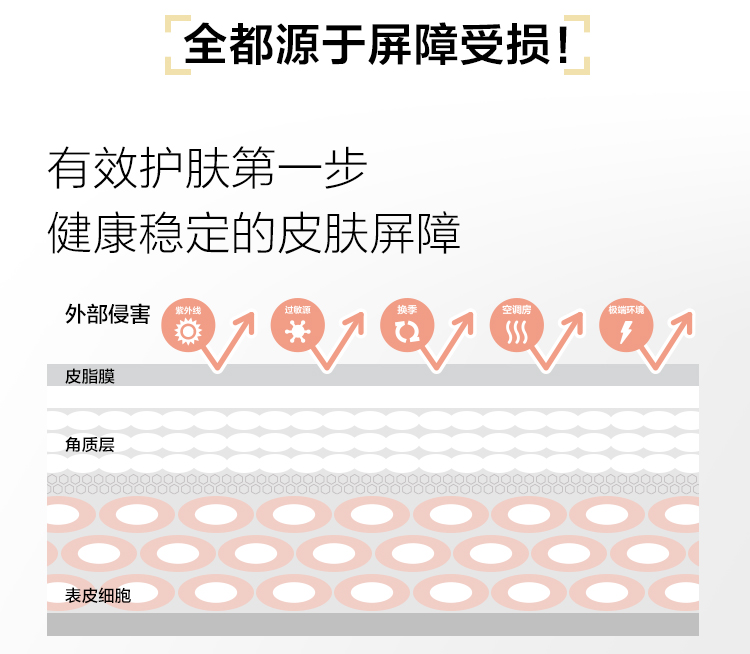 全都源于屏障受损!
有效护肤第一步
健康稳定的皮肤屏障
外部侵害
紫外线
过敏源
换季
空调房
极端环境
皮脂膜
角质层
表皮细胞